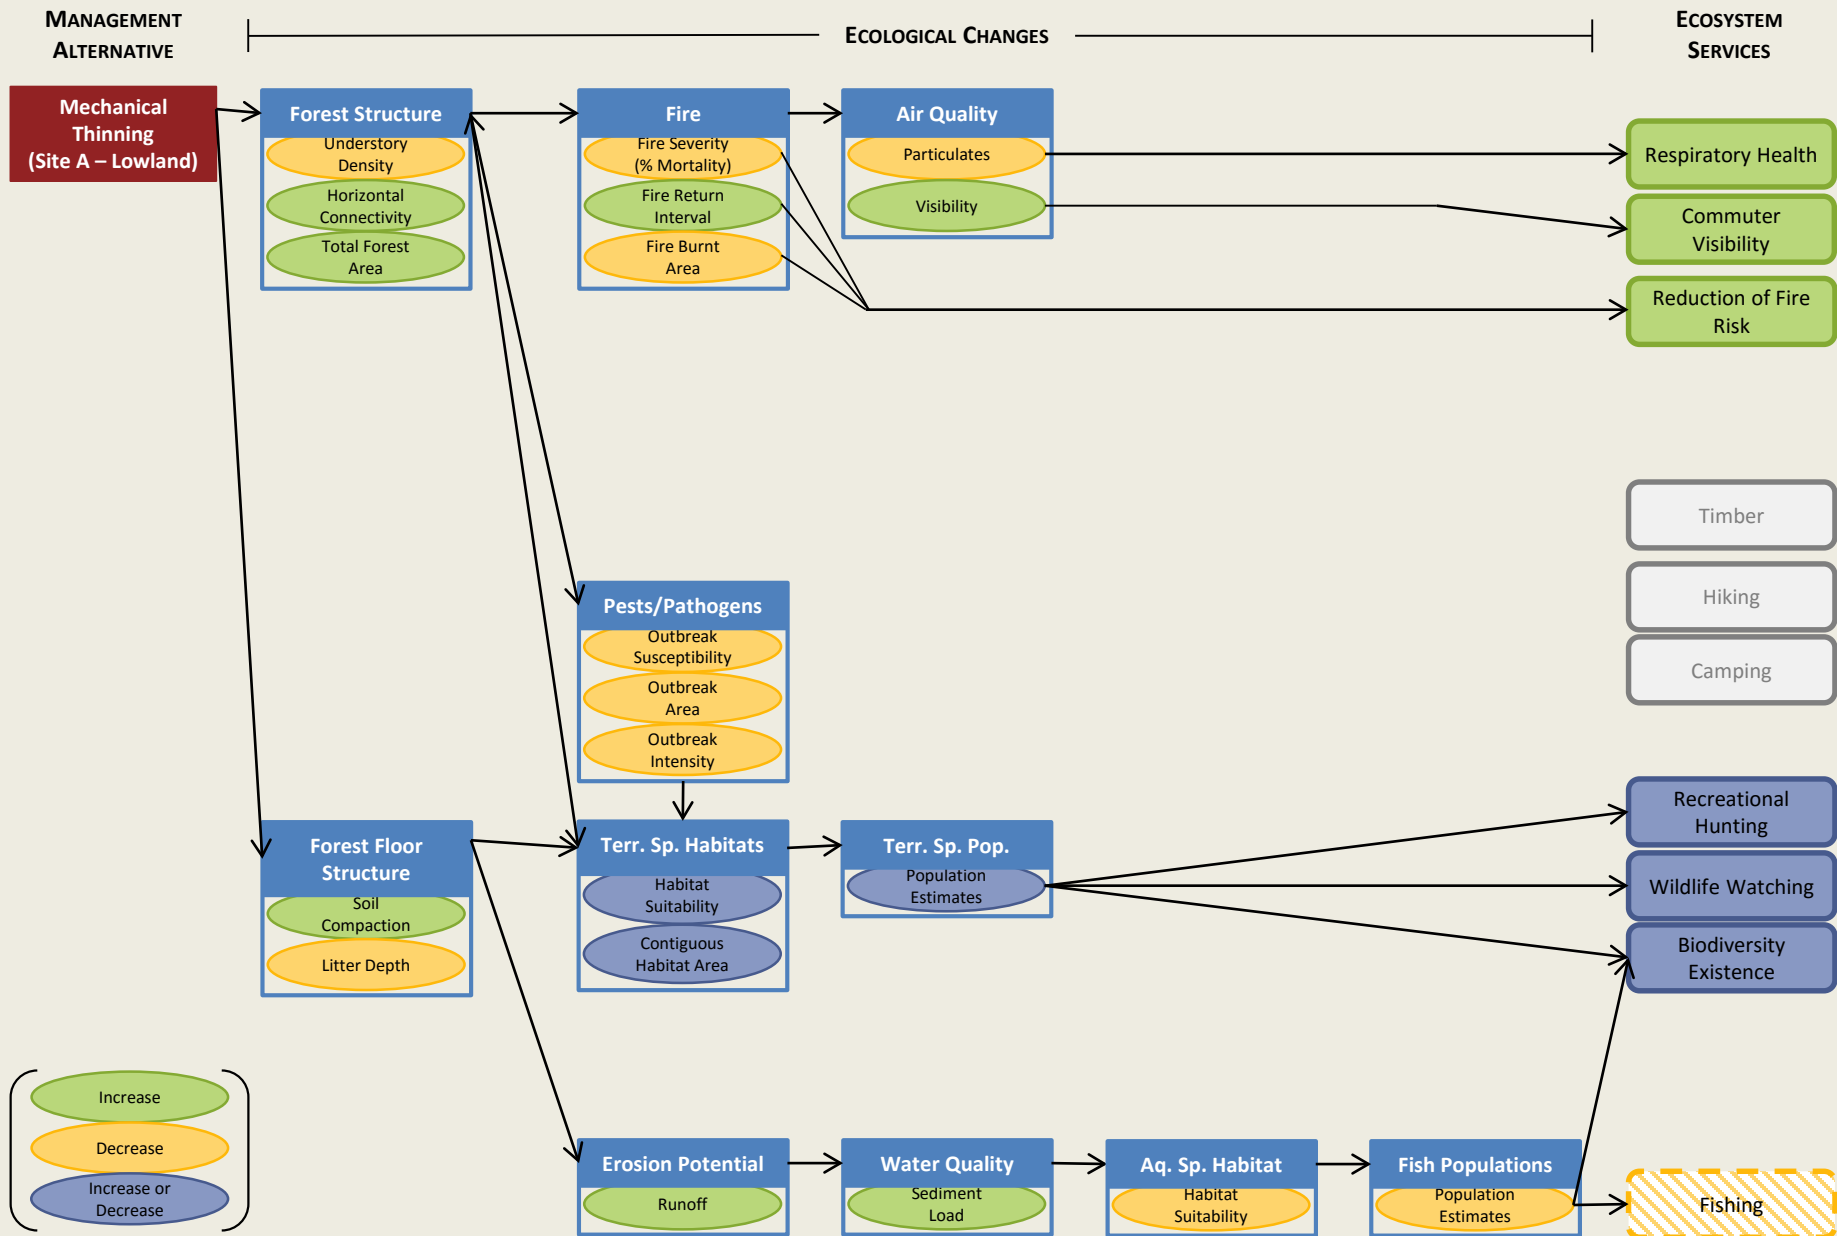 MANAGEMENT
ALTERNATIVE
ECOLOGICAL CHANGES
ECOSYSTEM
SERVICES
Mechanical
Thinning
(Site A – Lowland)
Forest Structure
Understory
Density
Horizontal
Connectivity
Total Forest
Area
Fire
Fire Severity
(% Mortality)
Fire Return
Interval
Fire Burnt
Area
Air Quality
Particulates
Visibility
Respiratory Health
Commuter
Visibility
Reduction of Fire
Risk
Timber
Hiking
Camping
Pests/Pathogens
Outbreak
Susceptibility
Outbreak
Area
Outbreak
Intensity
Forest Floor
Structure
Soil
Compaction
Litter Depth
Terr. Sp. Habitats
Habitat
Suitability
Contiguous
Habitat Area
Terr. Sp. Pop.
Population
Estimates
Recreational
Hunting
Wildlife Watching
Biodiversity
Existence
Increase
Decrease
Increase or
Decrease
Erosion Potential
Runoff
Water Quality
Sediment
Load
Aq. Sp. Habitat
Habitat
Suitability
Fish Populations
Population
Estimates
Fishing